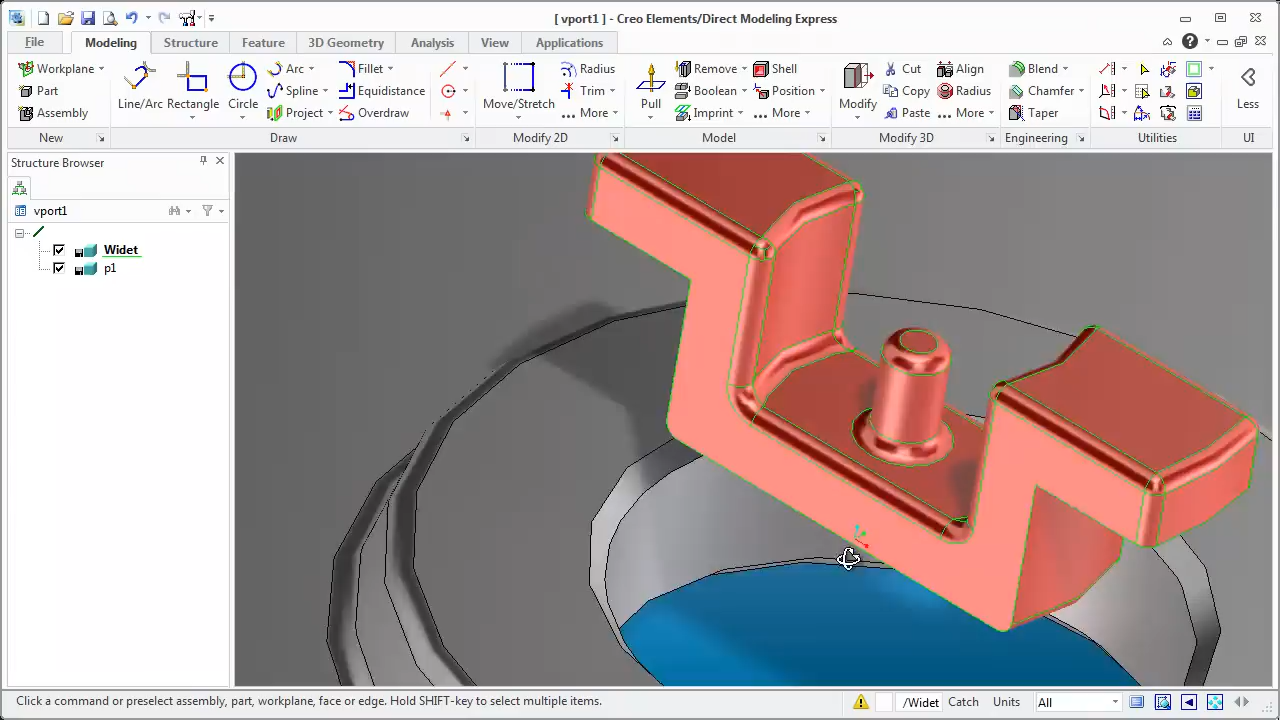 [ vport1 ] - Creo Elements/Direct Modeling Express
File Modeling Structure Feature 3D Geometry Analysis View Applications
Workplane Line/Arc Rectangle Circle Arc Fillet Move/Stretch Radius Pull Remove Shell Modify Cut Align Blend Less
Part Spline Equidistance Trim Boolean Position Copy Radius Chamfer
Assembly Project Overdraw ... More Imprint ... More Paste ... More Taper
New Draw Modify 2D Model Modify 3D Engineering Utilities UI
Structure Browser
vport1
Widet
p1
Click a command or preselect assembly, part, workplane, face or edge. Hold SHIFT-key to select multiple items. /Widet Catch Units All